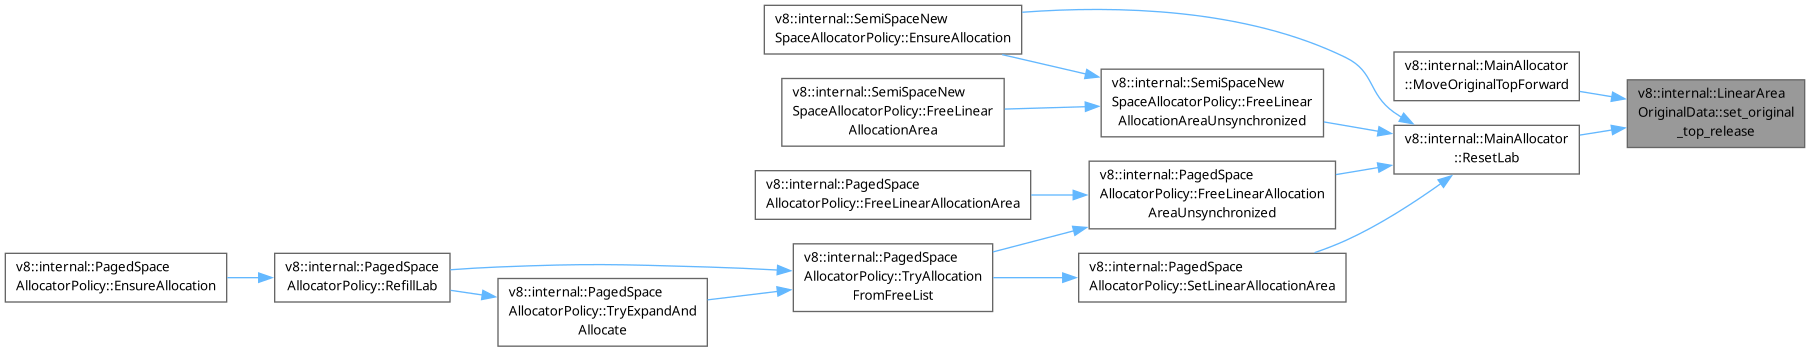 v8::internal::SemiSpaceNew
SpaceAllocatorPolicy::EnsureAllocation
v8::internal::MainAllocator
::MoveOriginalTopForward
v8::internal::SemiSpaceNew
SpaceAllocatorPolicy::FreeLinear
AllocationAreaUnsynchronized
v8::internal::SemiSpaceNew
SpaceAllocatorPolicy::FreeLinear
AllocationArea
v8::internal::LinearArea
OriginalData::set_original
_top_release
v8::internal::MainAllocator
::ResetLab
v8::internal::PagedSpace
AllocatorPolicy::FreeLinearAllocation
AreaUnsynchronized
v8::internal::PagedSpace
AllocatorPolicy::FreeLinearAllocationArea
v8::internal::PagedSpace
AllocatorPolicy::EnsureAllocation
v8::internal::PagedSpace
AllocatorPolicy::RefillLab
v8::internal::PagedSpace
AllocatorPolicy::TryExpandAnd
Allocate
v8::internal::PagedSpace
AllocatorPolicy::TryAllocation
FromFreeList
v8::internal::PagedSpace
AllocatorPolicy::SetLinearAllocationArea